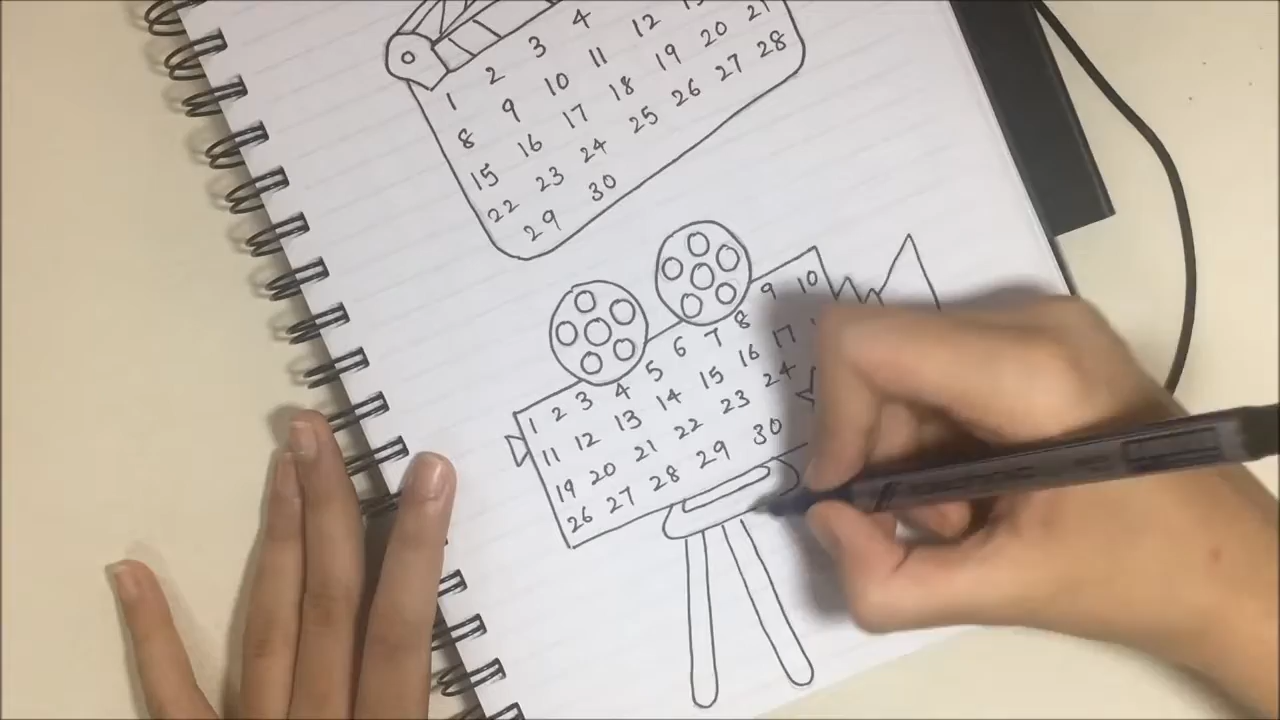 1 2 3 4
8 9 10 11 12
15 16 17 18 19 20 21
22 23 24 25 26 27 28
29 30
1 2 3 4 5 6 7 8 9 10
11 12 13 14 15 16 17
19 20 21 22 23 24
26 27 28 29 30